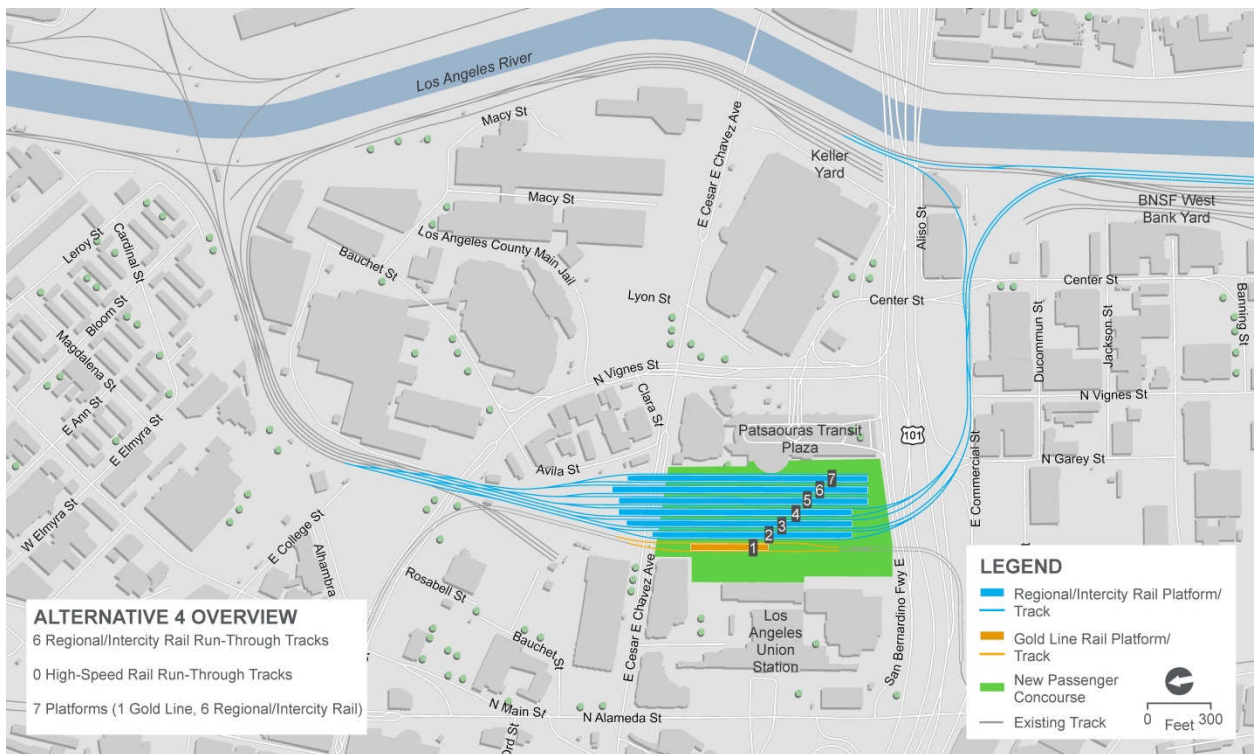 Los Angeles River
Macy St
Keller
Yard
E Cesar E Chavez Ave
BNSF West
Bank Yard
Aliso St
Macy St
Leroy St
Cardinal St
Los Angeles County Main Jail
Bauchet St
Center St
Center St
Lyon St
Bloom St
Banning St
Ducommun St
Jackson St
Magdalena St
N Vignes St
N Vignes St
Clara St
E Ann St
E Elmyra St
Patsaouras Transit
Plaza
101
Avila St
N Garey St
E Commercial St
7
6
5
4
3
2
1
W Elmyra St
E College St
Alhambra
Rosabell St
Bauchet St
E Cesar E Chavez Ave
Los
Angeles
Union
Station
San Bernardino Fwy E
N Main St
N Alameda St
ord St
ALTERNATIVE 4 OVERVIEW
6 Regional/Intercity Rail Run-Through Tracks
0 High-Speed Rail Run-Through Tracks
7 Platforms (1 Gold Line, 6 Regional/Intercity Rail)
LEGEND
Regional/Intercity Rail Platform/
Track
Gold Line Rail Platform/
Track
New Passenger
Concourse
Existing Track
0 300
Feet